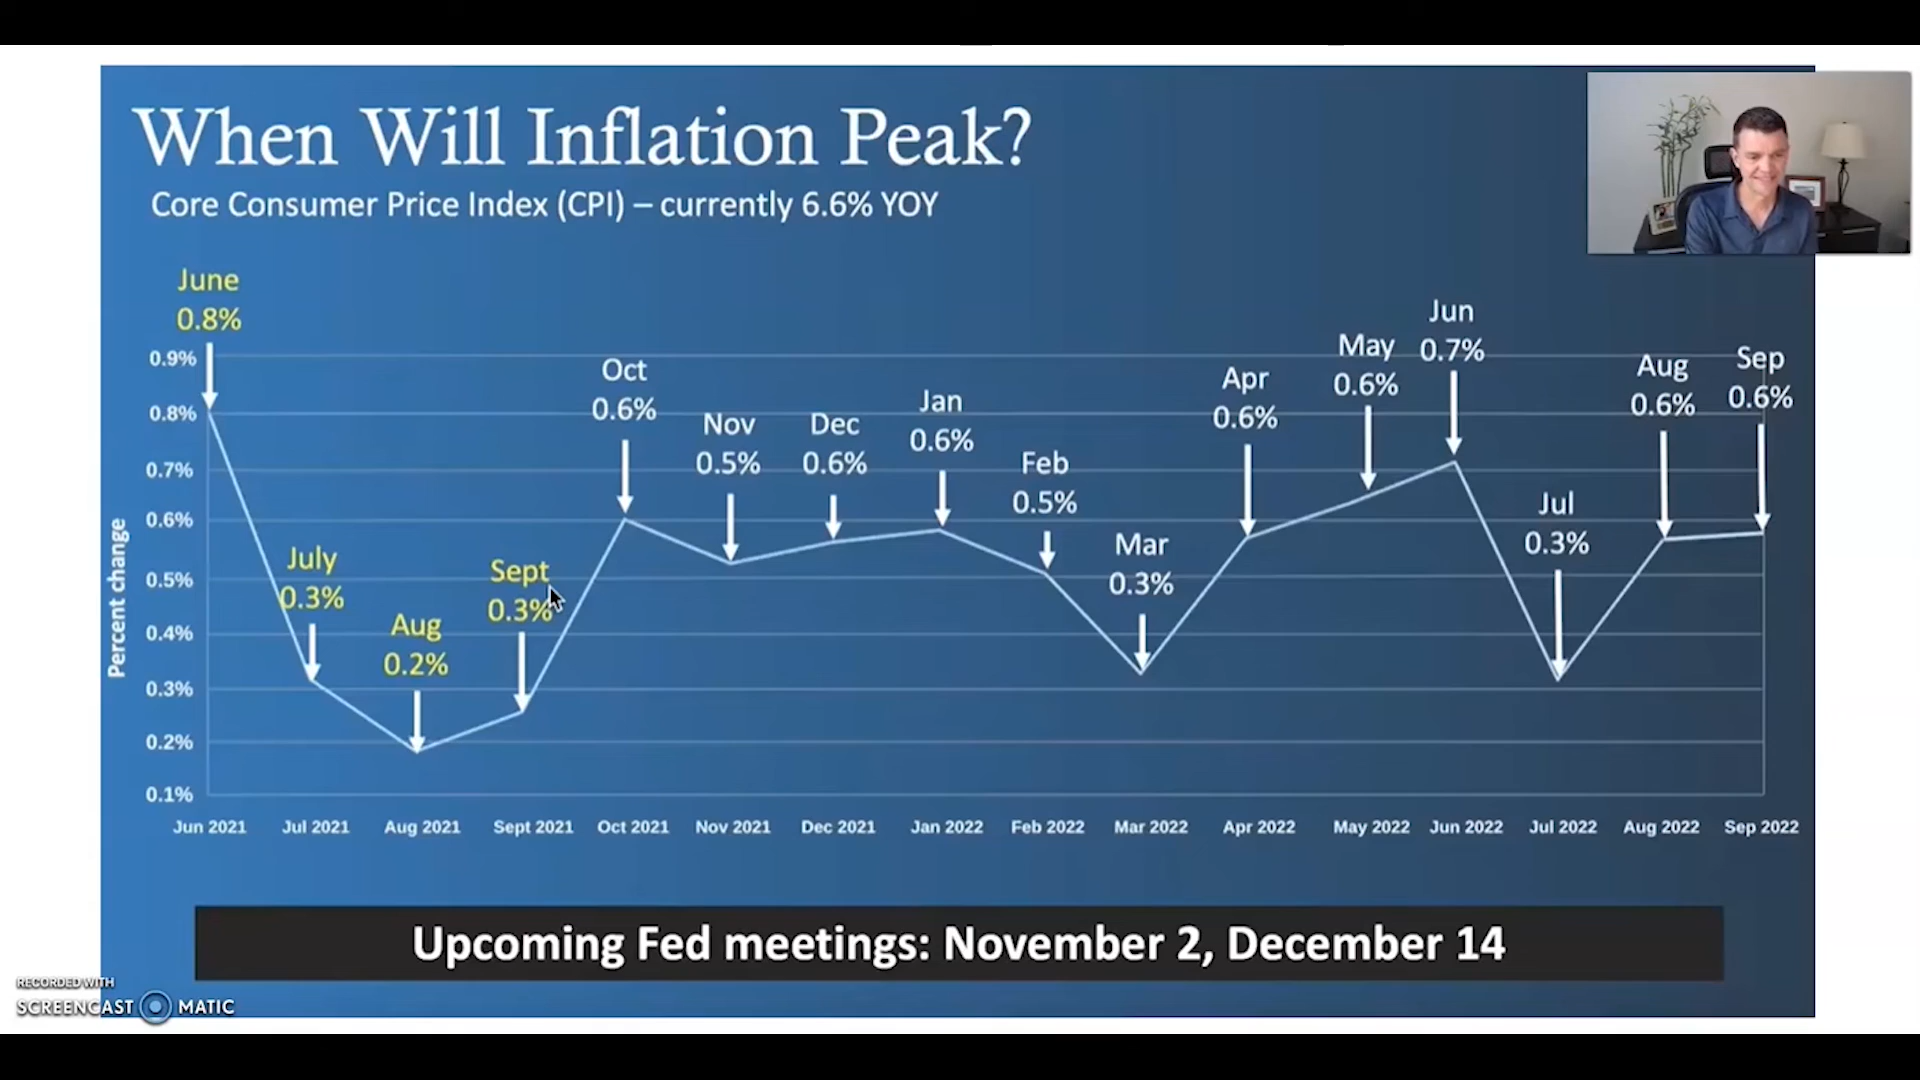 When Will Inflation Peak?
Core Consumer Price Index (CPI) – currently 6.6% YOY
June
0.8%
July
0.3%
Aug
0.2%
Sept
0.3%
Oct
0.6%
Nov
0.5%
Dec
0.6%
Jan
0.6%
Feb
0.5%
Mar
0.3%
Apr
0.6%
May
0.6%
Jun
0.7%
Jul
0.3%
Aug
0.6%
Sep
0.6%
Percent change
0.9%
0.8%
0.7%
0.6%
0.5%
0.4%
0.3%
0.2%
0.1%
Jun 2021 Jul 2021 Aug 2021 Sept 2021 Oct 2021 Nov 2021 Dec 2021 Jan 2022 Feb 2022 Mar 2022 Apr 2022 May 2022 Jun 2022 Jul 2022 Aug 2022 Sep 2022
Upcoming Fed meetings: November 2, December 14
RECORDED WITH
SCREENCAST MATIC